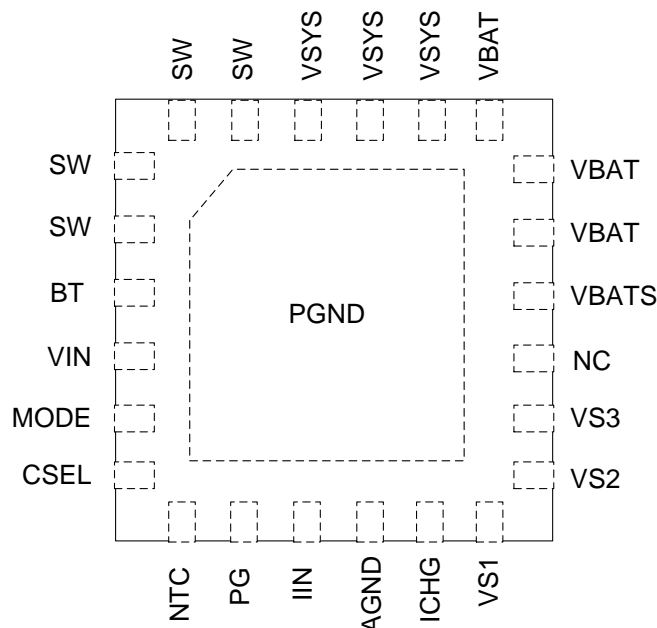 SW
SW
VSYS
VSYS
VSYS
VBAT
SW
SW
BT
VIN
MODE
CSEL
PGND
VBAT
VBAT
VBATS
NC
VS3
VS2
NTC
PG
IIN
AGND
ICHG
VS1